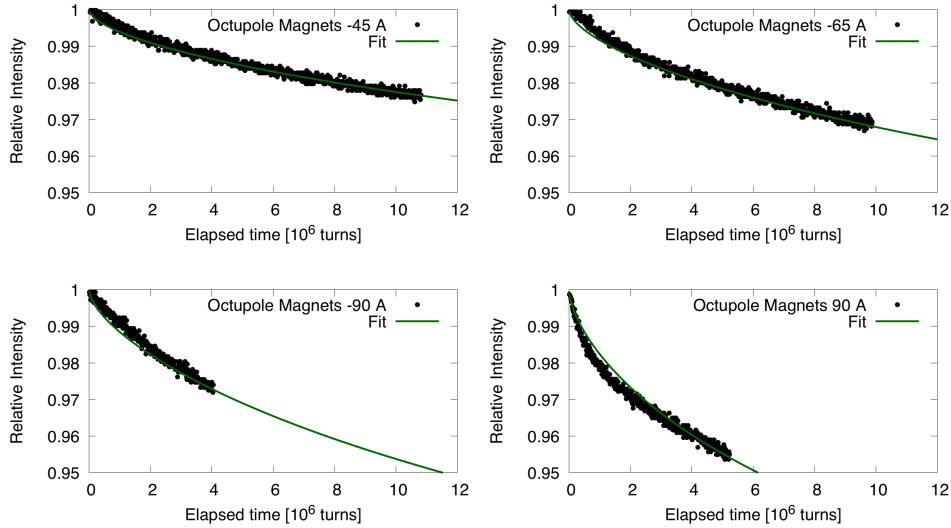 Octupole Magnets -45 A
Fit
1
0.99
0.98
0.97
0.96
0.95
Relative Intensity
0 2 4 6 8 10 12
Elapsed time [10⁶ turns]
Octupole Magnets -65 A
Fit
1
0.99
0.98
0.97
0.96
0.95
Relative Intensity
0 2 4 6 8 10 12
Elapsed time [10⁶ turns]
Octupole Magnets -90 A
Fit
1
0.99
0.98
0.97
0.96
0.95
Relative Intensity
0 2 4 6 8 10 12
Elapsed time [10⁶ turns]
Octupole Magnets 90 A
Fit
1
0.99
0.98
0.97
0.96
0.95
Relative Intensity
0 2 4 6 8 10 12
Elapsed time [10⁶ turns]